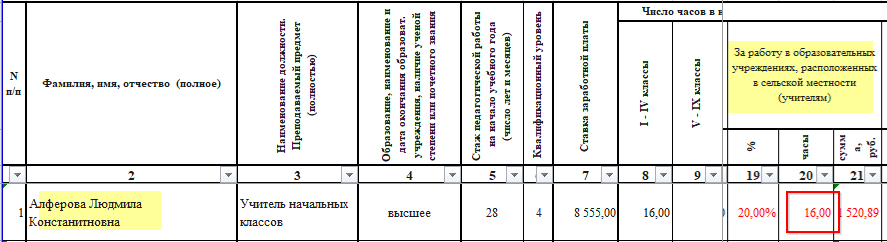 Число часов в н
N
п/п
Фамилия, имя, отчество (полное)
Наименование должности.
Преподаваемый предмет
(полностью)
Образование, наименование и
дата окончания образоват.
учреждения, наличие ученой
степени или почетного звания
Стаж педагогической работы
на начало учебного года
(число лет и месяцев)
Квалификационный уровень
Ставка заработной платы
I - IV классы
V - IX классы
За работу в образовательных
учреждениях, расположенных
в сельской местности
(учителям)
%
часы
сумм
а,
руб.
2 3 4 5 7 8 9 19 20 21
1 Алферова Людмила
Константитновна
Учитель начальных
классов
высшее 28 4 8 555,00 16,00 20,00% 16,00 1 520,89